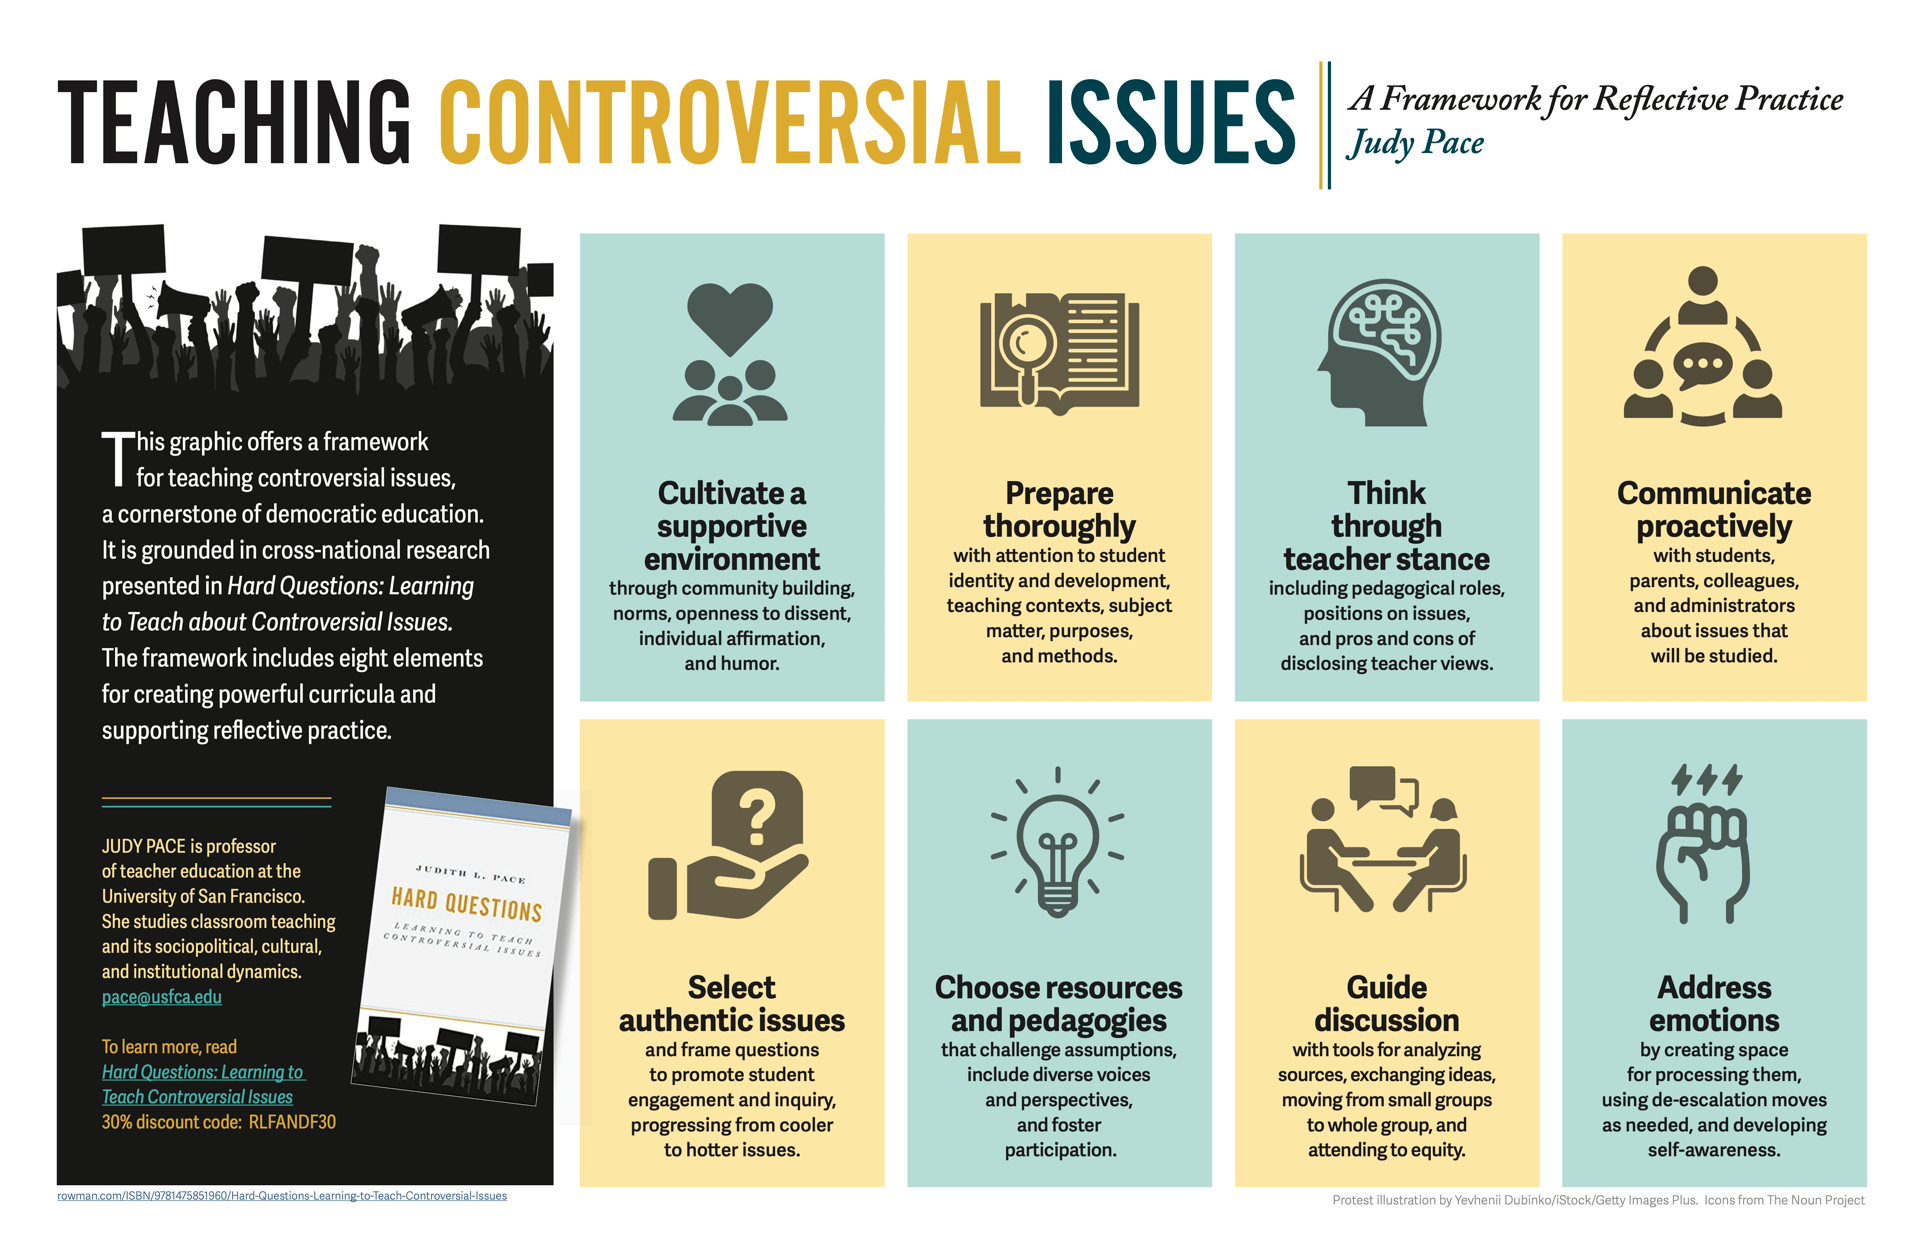 TEACHING CONTROVERSIAL ISSUES
A Framework for Reflective Practice
Judy Pace
This graphic offers a framework
for teaching controversial issues,
a cornerstone of democratic education.
It is grounded in cross-national research
presented in Hard Questions: Learning
to Teach about Controversial Issues.
The framework includes eight elements
for creating powerful curricula and
supporting reflective practice.
JUDY PACE is professor
of teacher education at the
University of San Francisco.
She studies classroom teaching
and its sociopolitical, cultural,
and institutional dynamics.
pace@usfca.edu
To learn more, read
Hard Questions: Learning to
Teach Controversial Issues
30% discount code: RLFANDF30
JUDITH L. PACE
HARD QUESTIONS
LEARNING TO TEACH
CONTROVERSIAL ISSUES
Cultivate a
supportive
environment
through community building,
norms, openness to dissent,
individual affirmation,
and humor.
Prepare
thoroughly
with attention to student
identity and development,
teaching contexts, subject
matter, purposes,
and methods.
Think
through
teacher stance
including pedagogical roles,
positions on issues,
and pros and cons of
disclosing teacher views.
Communicate
proactively
with students,
parents, colleagues,
and administrators
about issues that
will be studied.
?
Select
authentic issues
and frame questions
to promote student
engagement and inquiry,
progressing from cooler
to hotter issues.
Choose resources
and pedagogies
that challenge assumptions,
include diverse voices
and perspectives,
and foster
participation.
Guide
discussion
with tools for analyzing
sources, exchanging ideas,
moving from small groups
to whole group, and
attending to equity.
Address
emotions
by creating space
for processing them,
using de-escalation moves
as needed, and developing
self-awareness.
rowman.com/ISBN/9781475851960/Hard-Questions-Learning-to-Teach-Controversial-Issues
Protest illustration by Yevhenii Dubinko/iStock/Getty Images Plus. Icons from The Noun Project